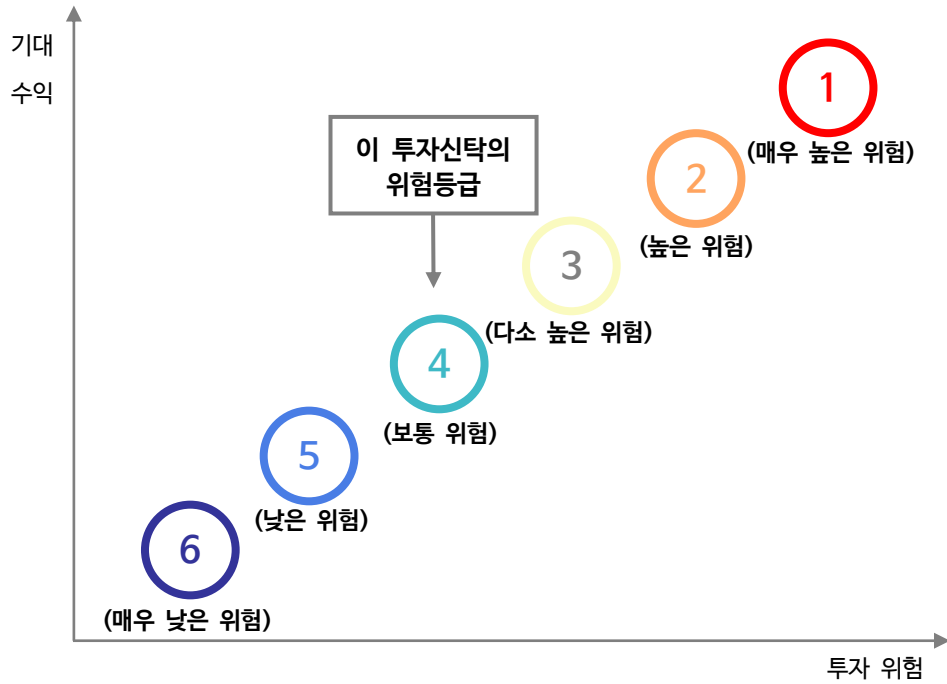 기대
수익
1
(매우 높은 위험)
이 투자신탁의
위험등급
2
(높은 위험)
3
(다소 높은 위험)
4
(보통 위험)
5
(낮은 위험)
6
(매우 낮은 위험)
투자 위험